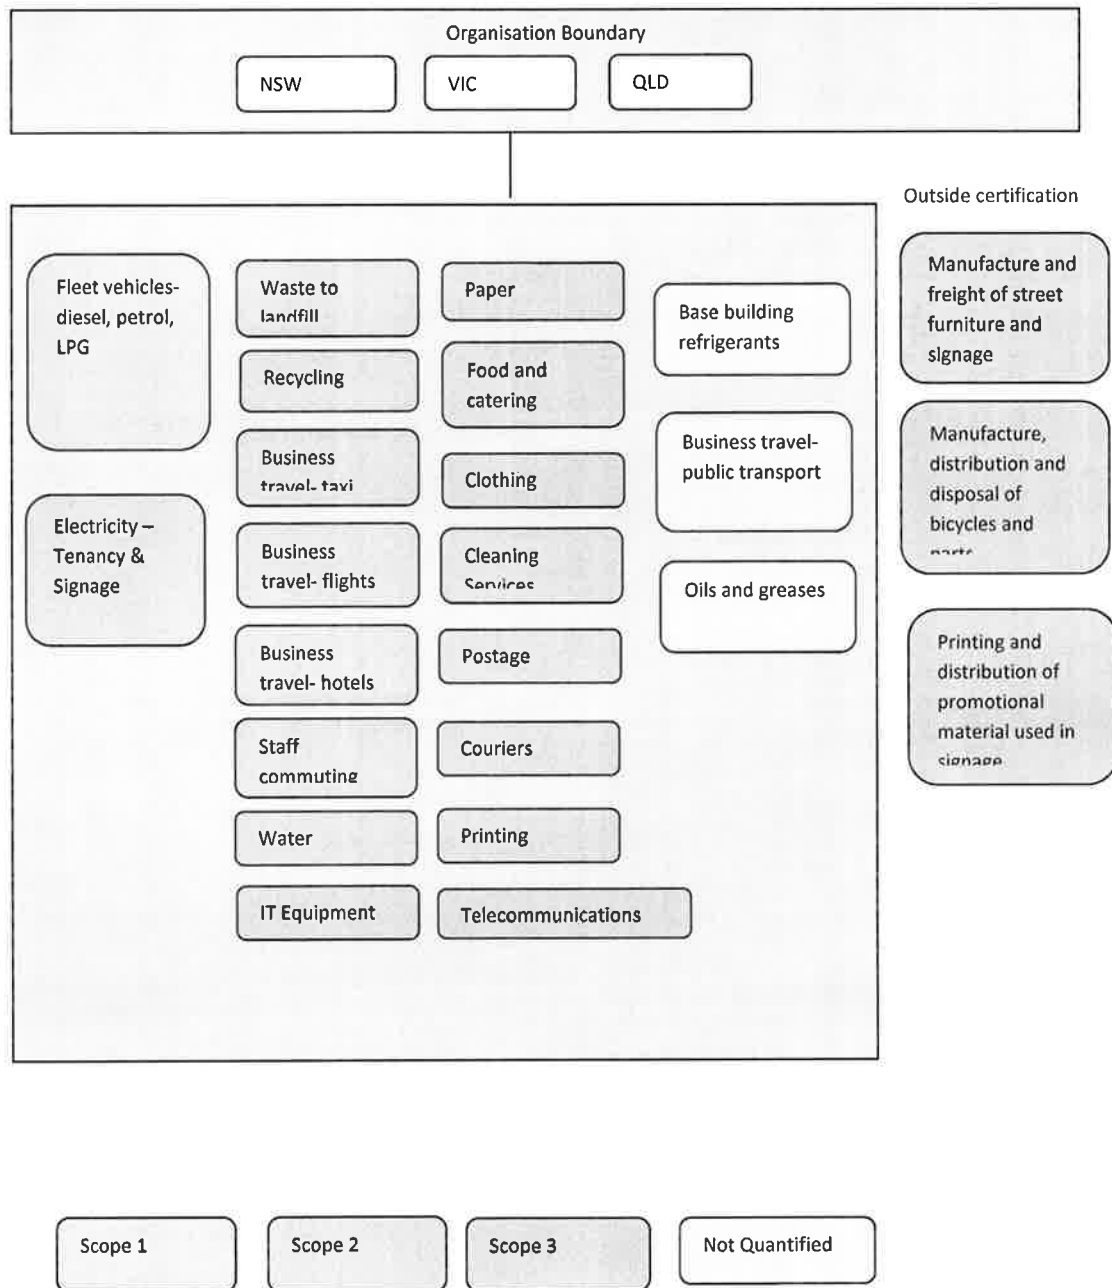 Organisation Boundary
NSW
VIC
QLD
Outside certification
Fleet vehicles-
diesel, petrol,
LPG
Electricity –
Tenancy &
Signage
Waste to
landfill
Recycling
Business
travel- taxi
Business
travel- flights
Business
travel- hotels
Staff
commuting
Water
IT Equipment
Paper
Food and
catering
Clothing
Cleaning
Services
Postage
Couriers
Printing
Telecommunications
Base building
refrigerants
Business travel-
public transport
Oils and greases
Manufacture and
freight of street
furniture and
signage
Manufacture,
distribution and
disposal of
bicycles and
parts
Printing and
distribution of
promotional
material used in
signage
Scope 1
Scope 2
Scope 3
Not Quantified